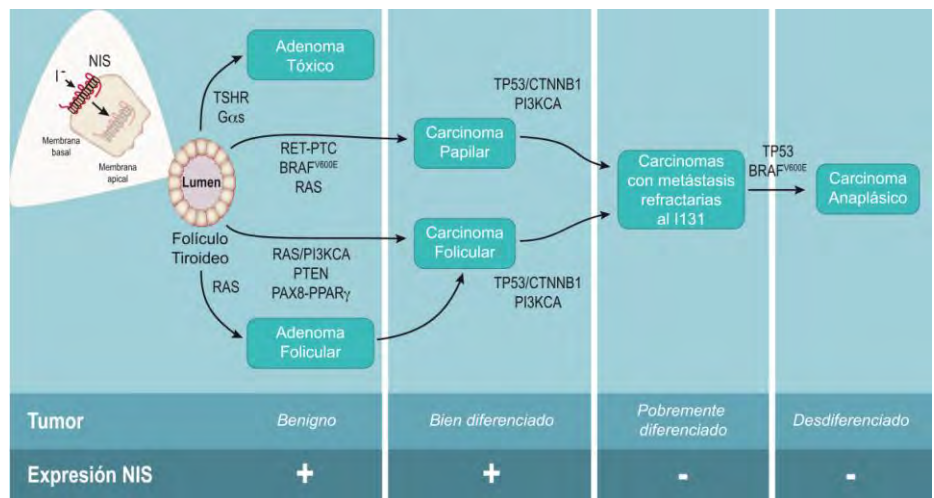 NIS
I-
Membrana
basal
Membrana
apical
Lumen
Folículo
Tiroideo
TSHR
Gαs
Adenoma
Tóxico
RET-PTC
BRAFV600E
RAS
RAS/PI3KCA
PTEN
PAX8-PPARγ
RAS
Adenoma
Folicular
Carcinoma
Papilar
Carcinoma
Folicular
TP53/CTNNB1
PI3KCA
TP53/CTNNB1
PI3KCA
Carcinomas
con metástasis
refractarias
al I131
TP53
BRAFV600E
Carcinoma
Anaplásico
Tumor
Benigno
Bien diferenciado
Pobremente
diferenciado
Desdiferenciado
Expresión NIS
+
+
-
-